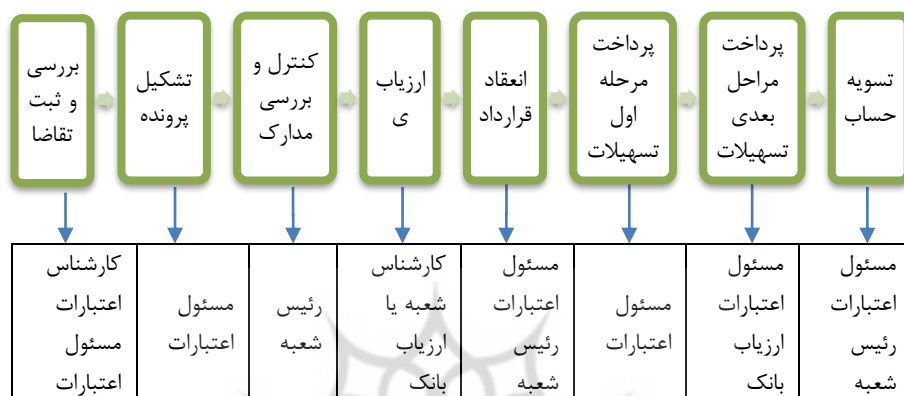 بررسی
و ثبت
تقاضا
تشکیل
پرونده
کنترل و
بررسی
مدارک
ارزیاب
ی
انعقاد
قرارداد
پرداخت
مرحله
اول
تسهیلات
پرداخت
مراحل
بعدی
تسهیلات
تسویه
حساب
کارشناس
اعتبارات
مسئول
اعتبارات
مسئول
اعتبارات
رئیس
شعبه
کارشناس
شعبه یا
ارزیاب
بانک
مسئول
اعتبارات
رئیس
شعبه
مسئول
اعتبارات
مسئول
اعتبارات
ارزیاب
بانک
مسئول
اعتبارات
رئیس
شعبه